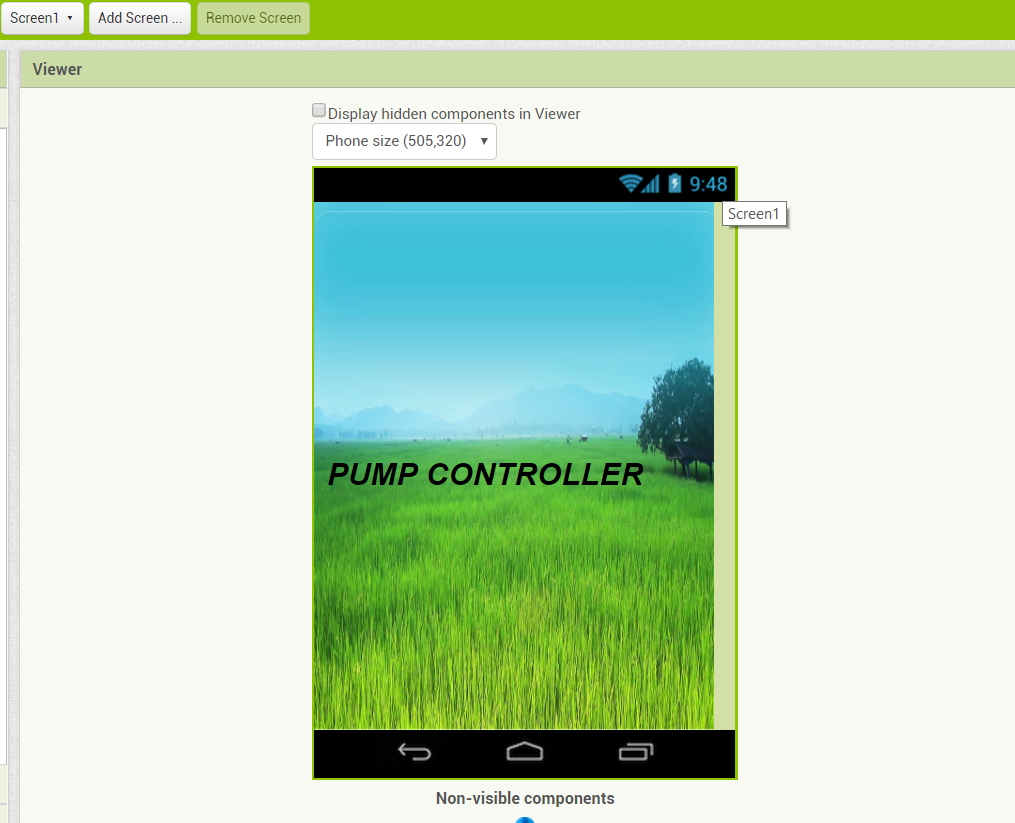 Screen1 ▾ Add Screen ... Remove Screen
Viewer
Display hidden components in Viewer
Phone size (505,320) ▾
9:48
Screen1
PUMP CONTROLLER
Non-visible components